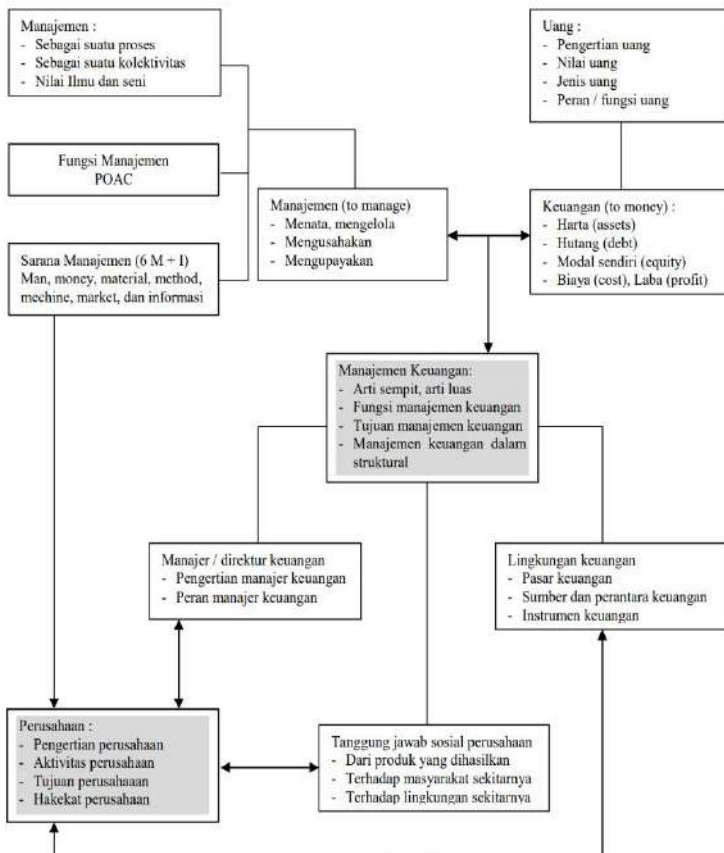 Manajemen :
- Sebagai suatu proses
- Sebagai suatu kolektivitas
- Nilai Ilmu dan seni
Uang :
- Pengertian uang
- Nilai uang
- Jenis uang
- Peran / fungsi uang
Fungsi Manajemen
POAC
Manajemen (to manage)
- Menata, mengelola
- Mengusahakan
- Mengupayakan
Keuangan (to money) :
- Harta (assets)
- Hutang (debt)
- Modal sendiri (equity)
- Biaya (cost), Laba (profit)
Sarana Manajemen (6 M + I)
Man, money, material, method,
mechine, market, dan informasi
Manajemen Keuangan:
- Arti sempit, arti luas
- Fungsi manajemen keuangan
- Tujuan manajemen keuangan
- Manajemen keuangan dalam
struktural
Manajer / direktur keuangan
- Pengertian manajer keuangan
- Peran manajer keuangan
Lingkungan keuangan
- Pasar keuangan
- Sumber dan perantara keuangan
- Instrumen keuangan
Perusahaan :
- Pengertian perusahaan
- Aktivitas perusahaan
- Tujuan perusahaaan
- Hakekat perusahaan
Tanggung jawab sosial perusahaan
- Dari produk yang dihasilkan
- Terhadap masyarakat sekitarnya
- Terhadap lingkungan sekitarnya